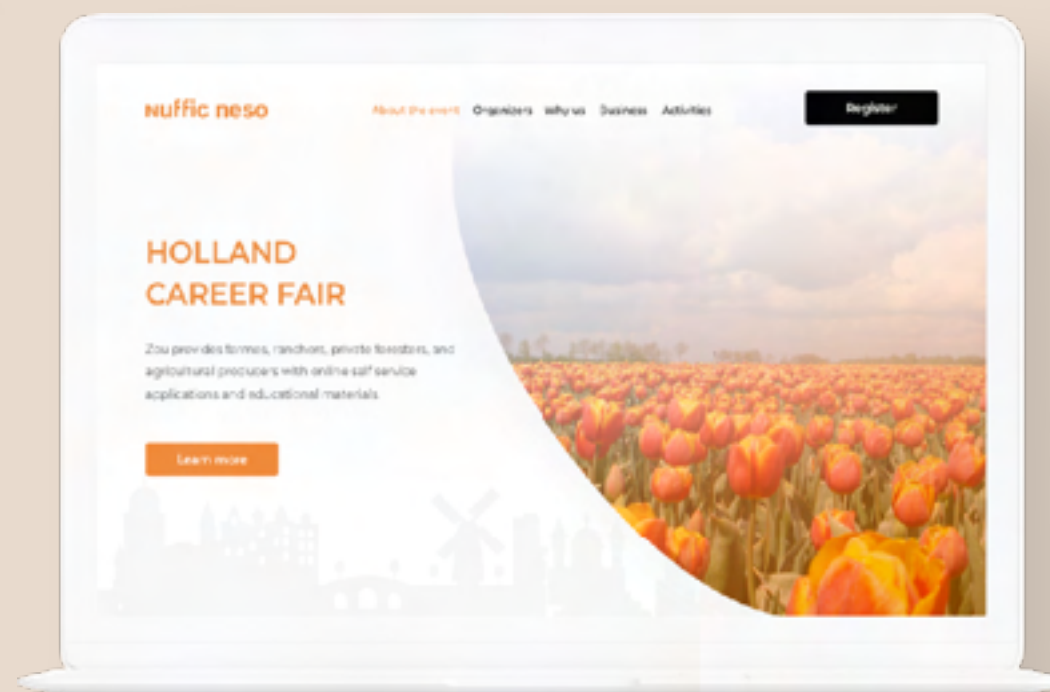 Nuffic neso
About the event Organizers Why us Business Activities
Register
HOLLAND
CAREER FAIR
Zou provides farmes, ranchers, private foresters, and
agricultural producers with online self service
applications and educational materials
Learn more